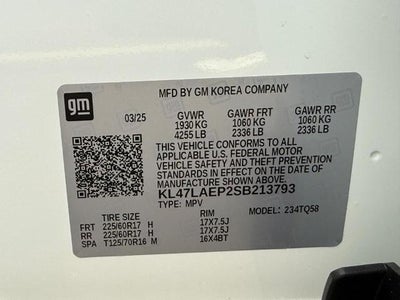 MFD BY GM KOREA COMPANY
gm 03/25 GVWR GAWR FRT GAWR RR
1930 KG 1060 KG 1060 KG
4255 LB 2336 LB 2336 LB
THIS VEHICLE CONFORMS TO ALL
APPLICABLE U.S. FEDERAL MOTOR
VEHICLE SAFETY, BUMPER, AND THEFT
PREVENTION STANDARDS IN EFFECT ON
THE DATE OF MANUFACTURE SHOWN ABOVE.
KL47LAEP2SB213793
TYPE: MPV MODEL: 234TQ58
TIRE SIZE RIM
FRT 225/60R17 H 17X7.5J
RR 225/60R17 H 17X7.5J
SPA T125/70R16 M 16X4BT